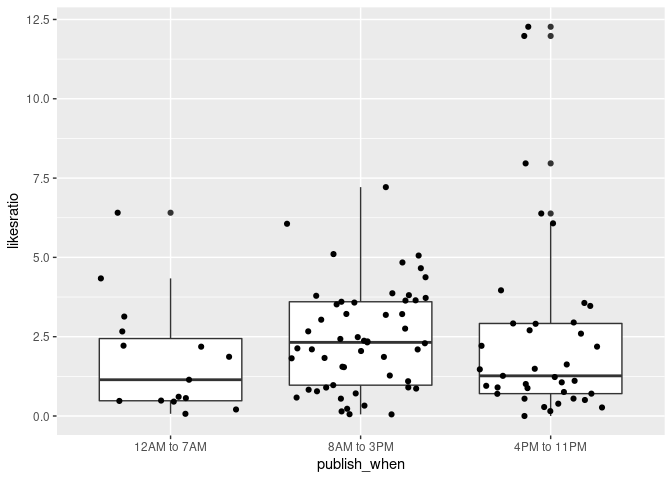 12.5
10.0
7.5
5.0
2.5
0.0
likesratio
12AM to 7AM
8AM to 3PM
4PM to 11PM
publish_when